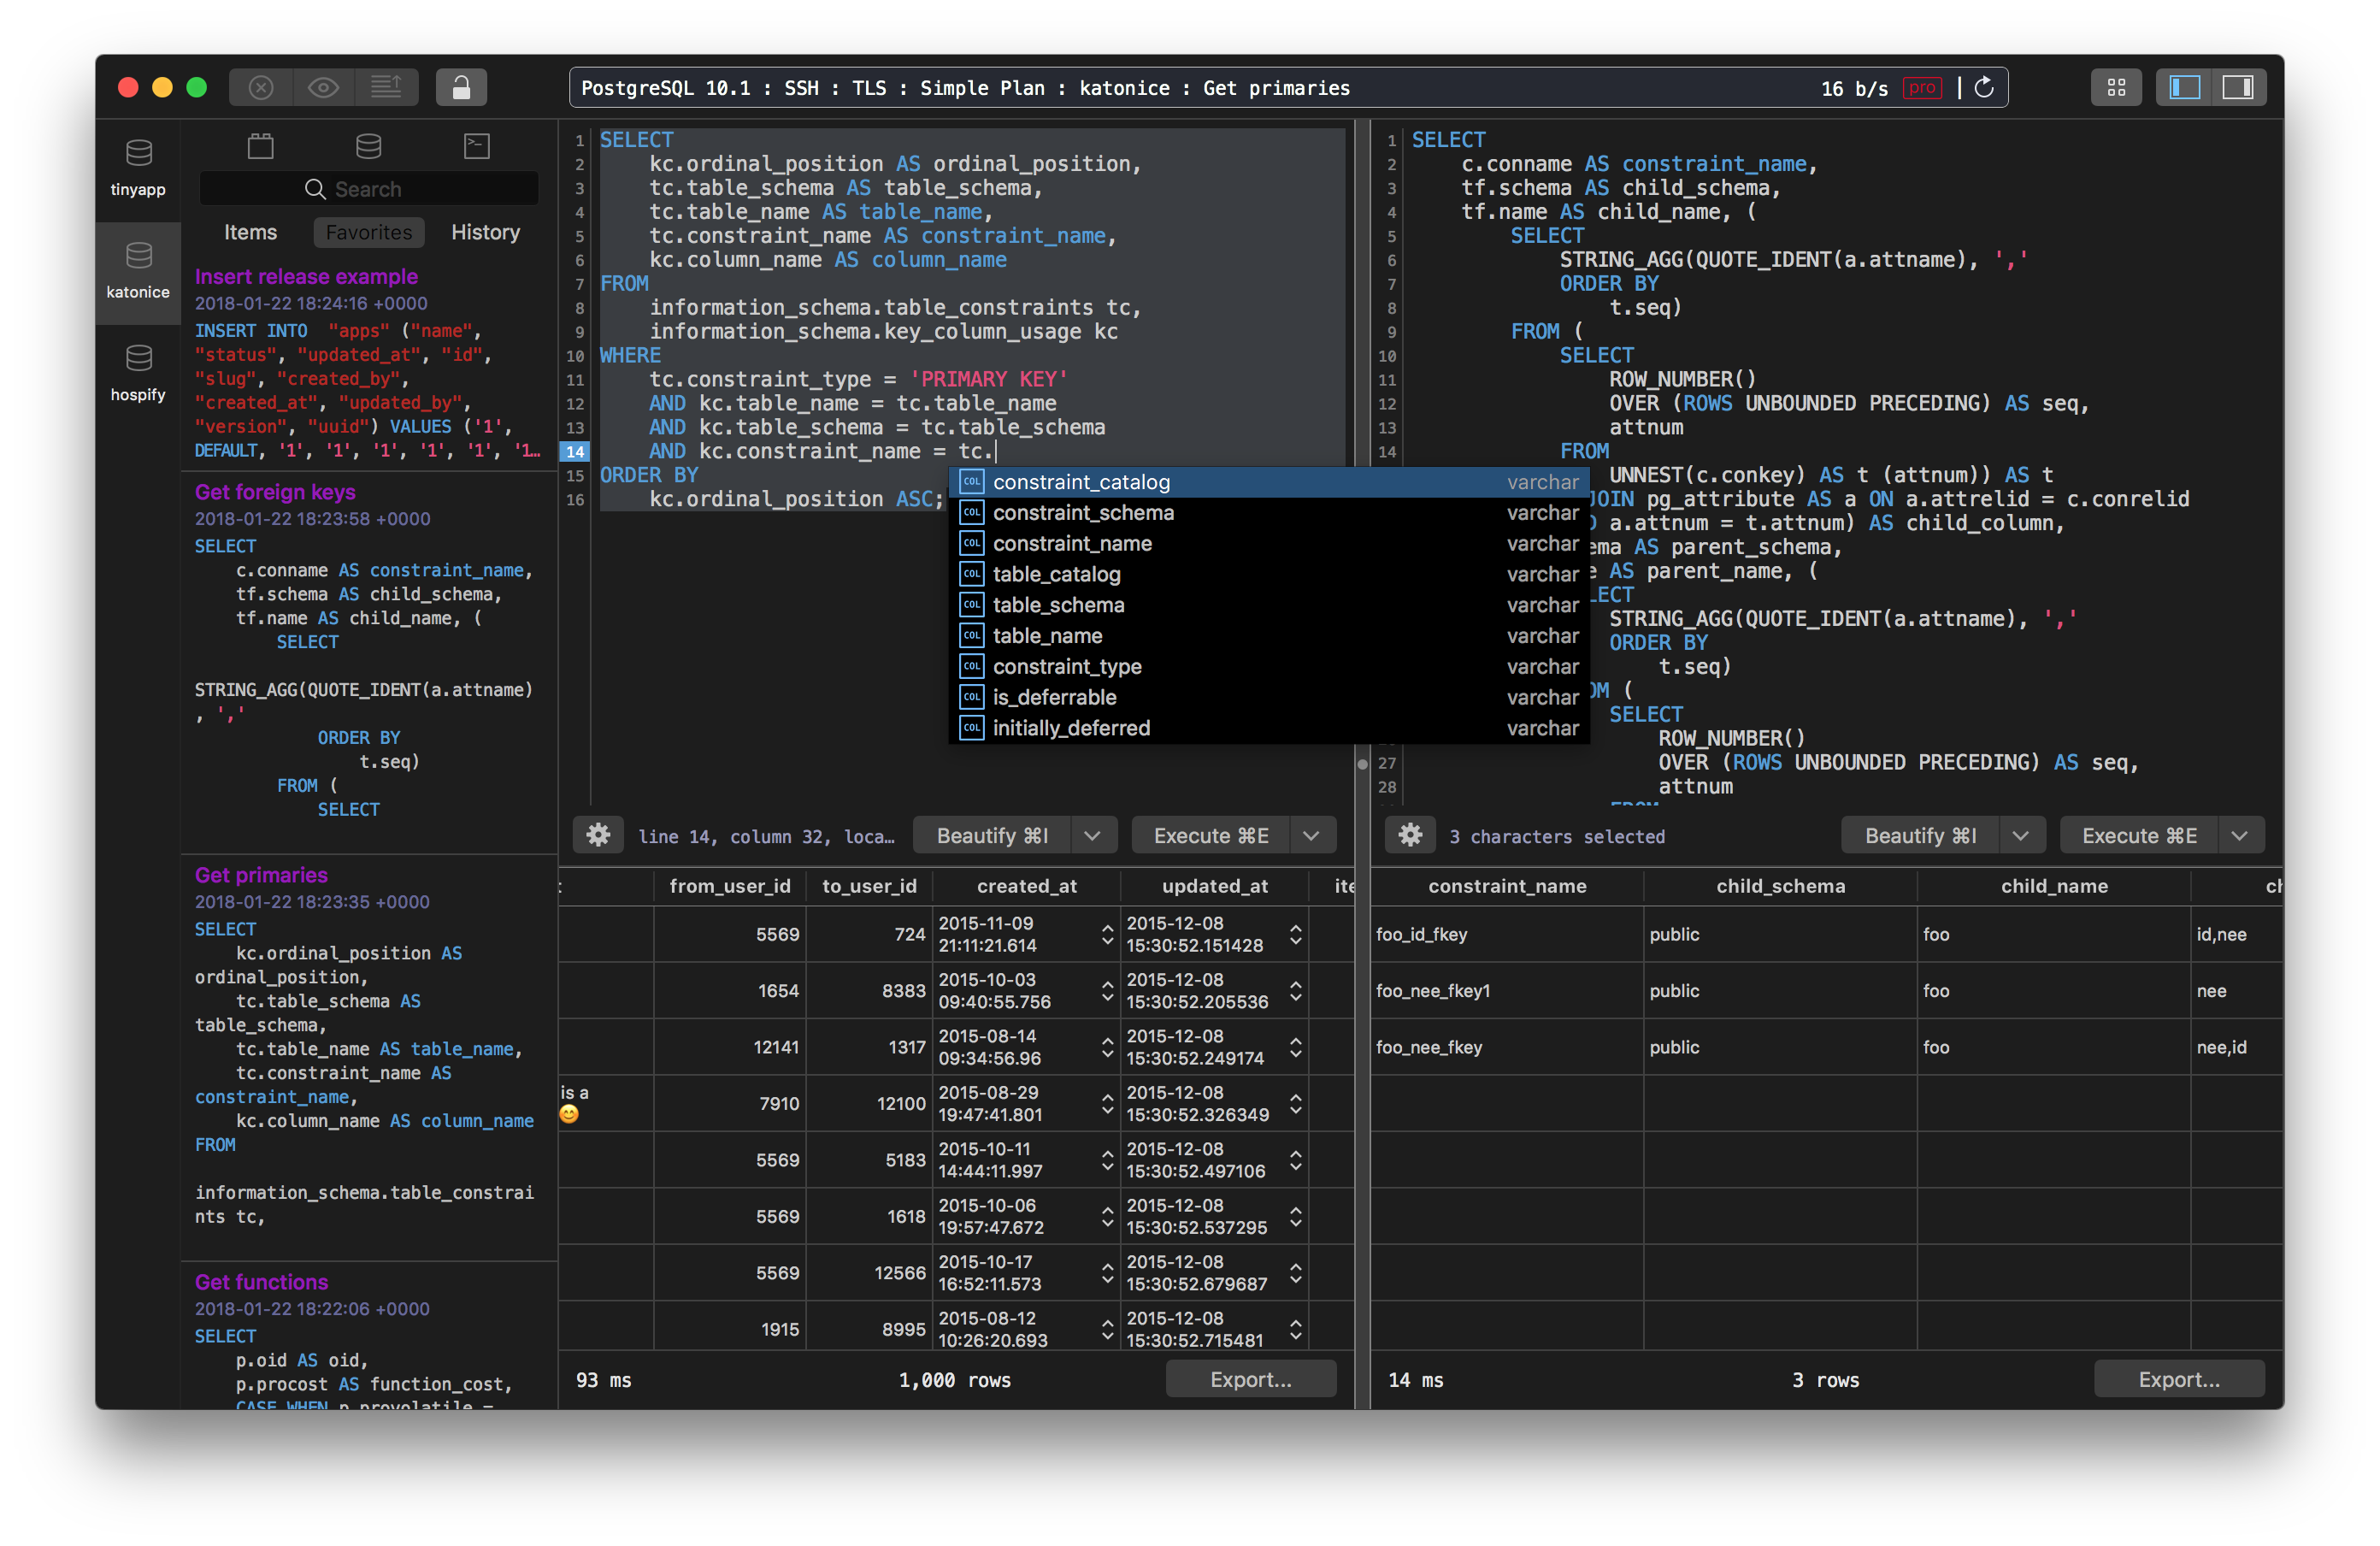 PostgreSQL 10.1 : SSH : TLS : Simple Plan : katonice : Get primaries
16 b/s pro
tinyapp
katonice
hospify
Search
Items Favorites History
Insert release example
2018-01-22 18:24:16 +0000
INSERT INTO "apps" ("name",
"status", "updated_at", "id",
"slug", "created_by",
"created_at", "updated_by",
"version", "uuid") VALUES ('1',
DEFAULT, '1', '1', '1', '1', '1', '1…
Get foreign keys
2018-01-22 18:23:58 +0000
SELECT
c.conname AS constraint_name,
tf.schema AS child_schema,
tf.name AS child_name, (
SELECT
STRING_AGG(QUOTE_IDENT(a.attname)
, ','
ORDER BY
t.seq)
FROM (
SELECT
Get primaries
2018-01-22 18:23:35 +0000
SELECT
kc.ordinal_position AS
ordinal_position,
tc.table_schema AS
table_schema,
tc.table_name AS table_name,
tc.constraint_name AS
constraint_name,
kc.column_name AS column_name
FROM
information_schema.table_constrai
nts tc,
Get functions
2018-01-22 18:22:06 +0000
SELECT
p.oid AS oid,
p.procost AS function_cost,
CASE WHEN p.provolatile =
1 SELECT
2 kc.ordinal_position AS ordinal_position,
3 tc.table_schema AS table_schema,
4 tc.table_name AS table_name,
5 tc.constraint_name AS constraint_name,
6 kc.column_name AS column_name
7 FROM
8 information_schema.table_constraints tc,
9 information_schema.key_column_usage kc
10 WHERE
11 tc.constraint_type = 'PRIMARY KEY'
12 AND kc.table_name = tc.table_name
13 AND kc.table_schema = tc.table_schema
14 AND kc.constraint_name = tc.
15 ORDER BY
16 kc.ordinal_position ASC;
COL constraint_catalog varchar
COL constraint_schema varchar
COL constraint_name varchar
COL table_catalog varchar
COL table_schema varchar
COL table_name varchar
COL constraint_type varchar
COL is_deferrable varchar
COL initially_deferred varchar
line 14, column 32, loca… Beautify ⌘I Execute ⌘E
from_user_id to_user_id created_at updated_at ite
5569 724 2015-11-09 2015-12-08
21:11:21.614 15:30:52.151428
1654 8383 2015-10-03 2015-12-08
09:40:55.756 15:30:52.205536
12141 1317 2015-08-14 2015-12-08
09:34:56.96 15:30:52.249174
is a 7910 12100 2015-08-29 2015-12-08
😊 19:47:41.801 15:30:52.326349
5569 5183 2015-10-11 2015-12-08
14:44:11.997 15:30:52.497106
5569 1618 2015-10-06 2015-12-08
19:57:47.672 15:30:52.537295
5569 12566 2015-10-17 2015-12-08
16:52:11.573 15:30:52.679687
1915 8995 2015-08-12 2015-12-08
10:26:20.693 15:30:52.715481
93 ms 1,000 rows Export...
1 SELECT
2 c.conname AS constraint_name,
3 tf.schema AS child_schema,
4 tf.name AS child_name, (
5 SELECT
6 STRING_AGG(QUOTE_IDENT(a.attname), ','
7 ORDER BY
8 t.seq)
9 FROM (
10 SELECT
11 ROW_NUMBER()
12 OVER (ROWS UNBOUNDED PRECEDING) AS seq,
13 attnum
14 FROM
UNNEST(c.conkey) AS t (attnum)) AS t
JOIN pg_attribute AS a ON a.attrelid = c.conrelid
a.attnum = t.attnum) AS child_column,
ema AS parent_schema,
e AS parent_name, (
LECT
STRING_AGG(QUOTE_IDENT(a.attname), ','
ORDER BY
t.seq)
OM (
SELECT
ROW_NUMBER()
27 OVER (ROWS UNBOUNDED PRECEDING) AS seq,
28 attnum
FROM
3 characters selected Beautify ⌘I Execute ⌘E
constraint_name child_schema child_name ch
foo_id_fkey public foo id,nee
foo_nee_fkey1 public foo nee
foo_nee_fkey public foo nee,id
14 ms 3 rows Export...